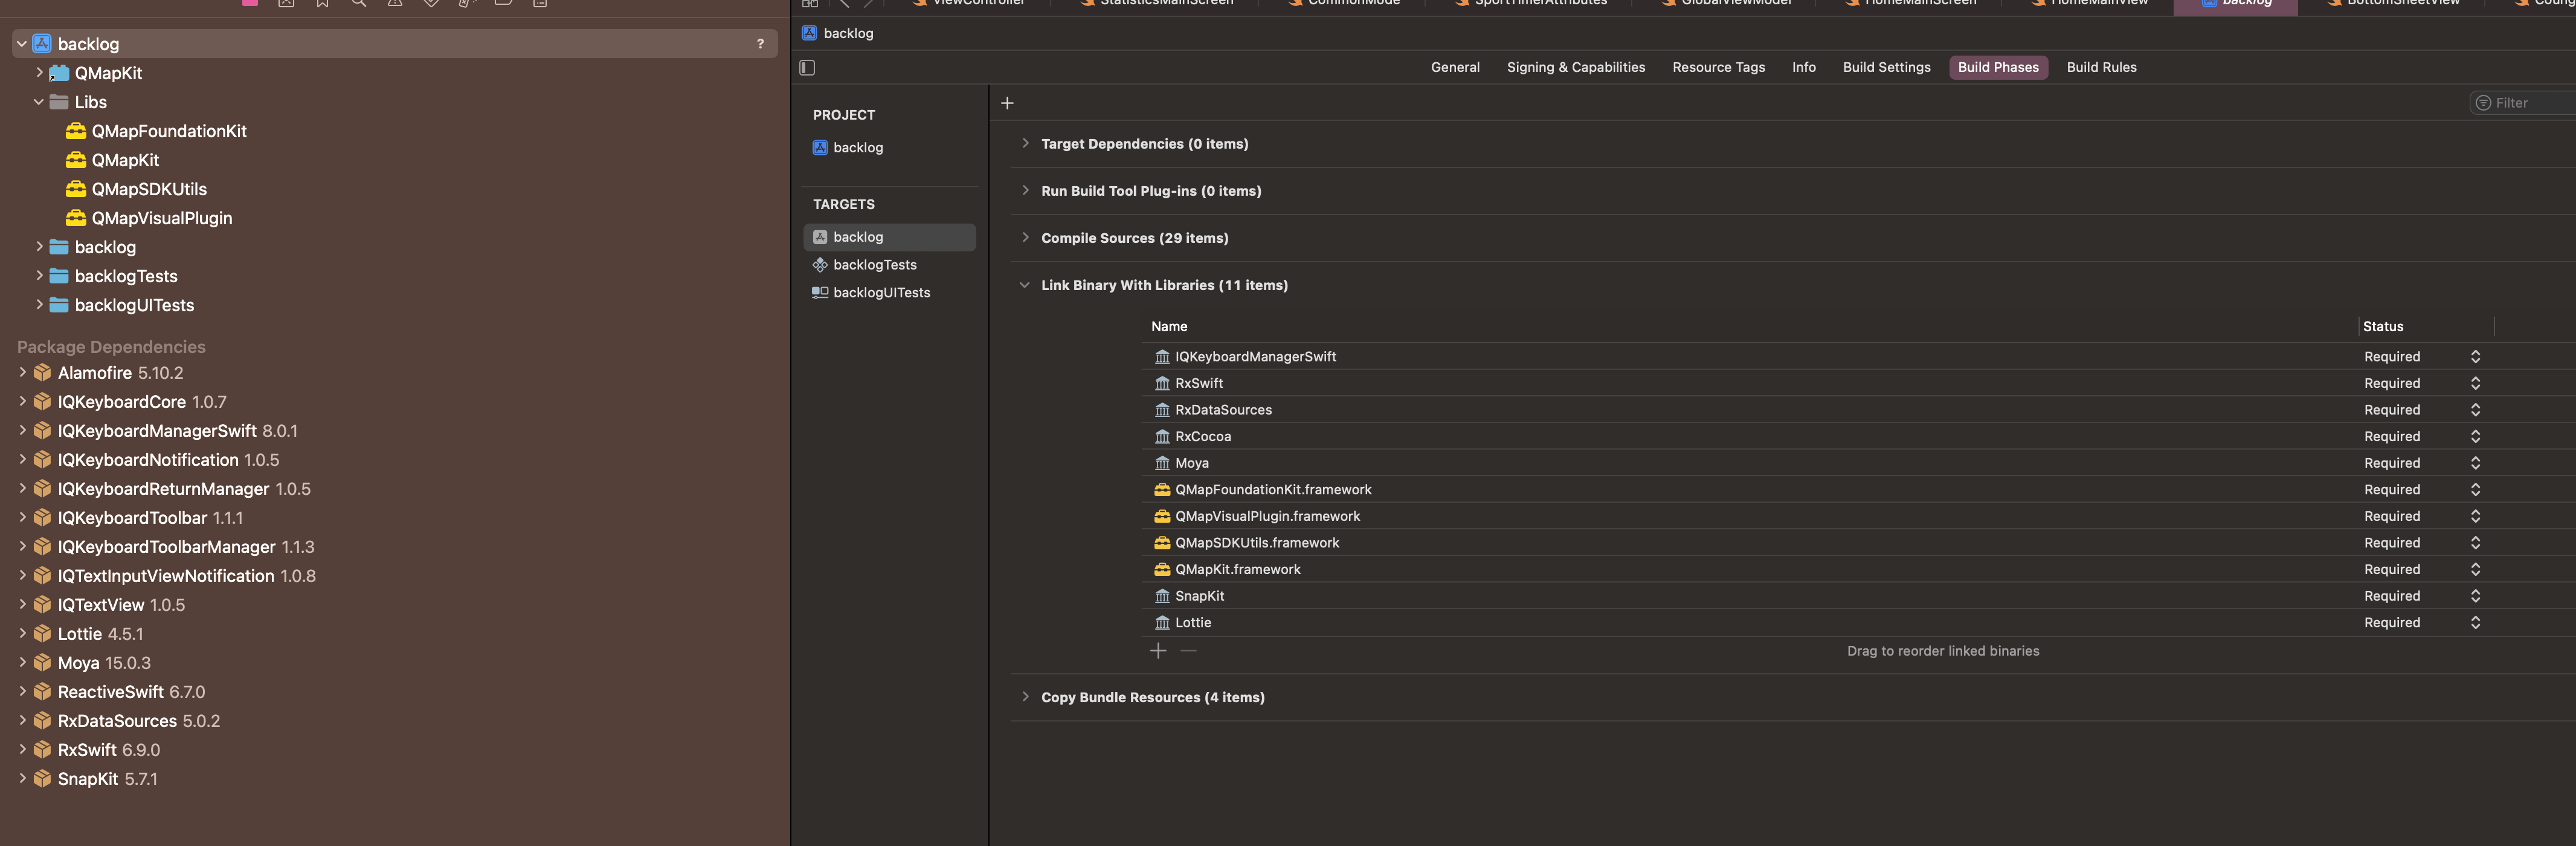 backlog
?
QMapKit
Libs
QMapFoundationKit
QMapKit
QMapSDKUtils
QMapVisualPlugin
backlog
backlogTests
backlogUITests
Package Dependencies
Alamofire 5.10.2
IQKeyboardCore 1.0.7
IQKeyboardManagerSwift 8.0.1
IQKeyboardNotification 1.0.5
IQKeyboardReturnManager 1.0.5
IQKeyboardToolbar 1.1.1
IQKeyboardToolbarManager 1.1.3
IQTextInputViewNotification 1.0.8
IQTextView 1.0.5
Lottie 4.5.1
Moya 15.0.3
ReactiveSwift 6.7.0
RxDataSources 5.0.2
RxSwift 6.9.0
SnapKit 5.7.1
ViewController StatisticsMainScreen CommonMode SportTimerAttributes GlobalViewModel HomeMainScreen HomeMainView backlog BottomSheetView
backlog
General Signing & Capabilities Resource Tags Info Build Settings Build Phases Build Rules
Filter
PROJECT
backlog
TARGETS
backlog
backlogTests
backlogUITests
Target Dependencies (0 items)
Run Build Tool Plug-ins (0 items)
Compile Sources (29 items)
Link Binary With Libraries (11 items)
Name Status
IQKeyboardManagerSwift Required
RxSwift Required
RxDataSources Required
RxCocoa Required
Moya Required
QMapFoundationKit.framework Required
QMapVisualPlugin.framework Required
QMapSDKUtils.framework Required
QMapKit.framework Required
SnapKit Required
Lottie Required
Drag to reorder linked binaries
Copy Bundle Resources (4 items)